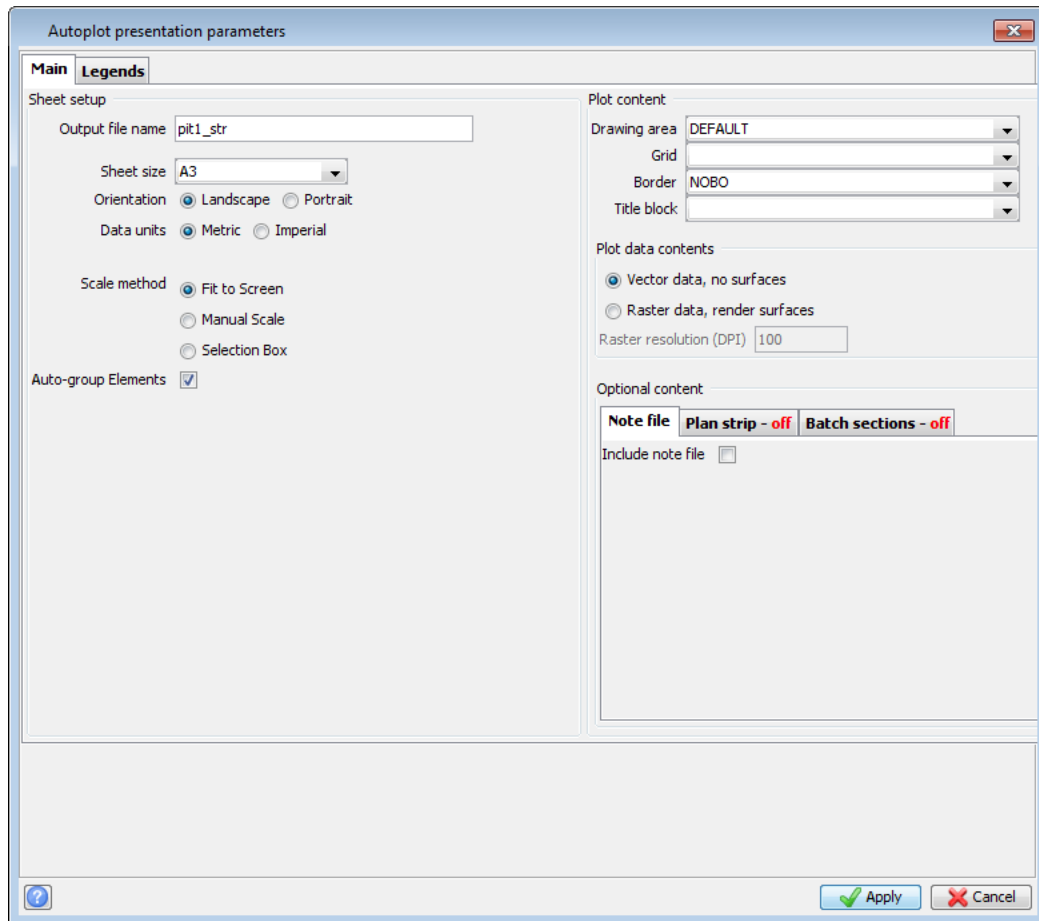 Autoplot presentation parameters
Main Legends
Sheet setup
Output file name pit1_str
Sheet size A3
Orientation Landscape Portrait
Data units Metric Imperial
Scale method Fit to Screen
Manual Scale
Selection Box
Auto-group Elements
Plot content
Drawing area DEFAULT
Grid
Border NOBO
Title block
Plot data contents
Vector data, no surfaces
Raster data, render surfaces
Raster resolution (DPI) 100
Optional content
Note file Plan strip - off Batch sections - off
Include note file
? Apply Cancel